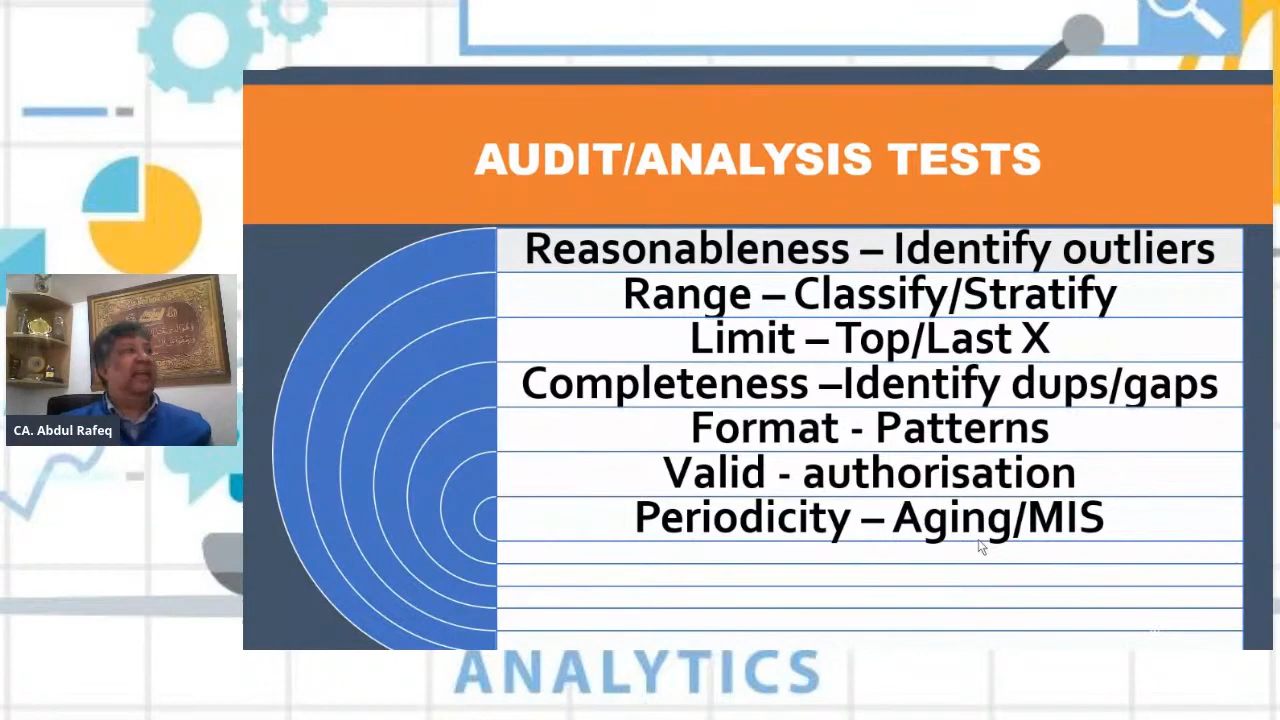 AUDIT/ANALYSIS TESTS
Reasonableness – Identify outliers
Range – Classify/Stratify
Limit – Top/Last X
Completeness –Identify dups/gaps
Format - Patterns
Valid - authorisation
Periodicity – Aging/MIS
CA. Abdul Rafeq
ANALYTICS